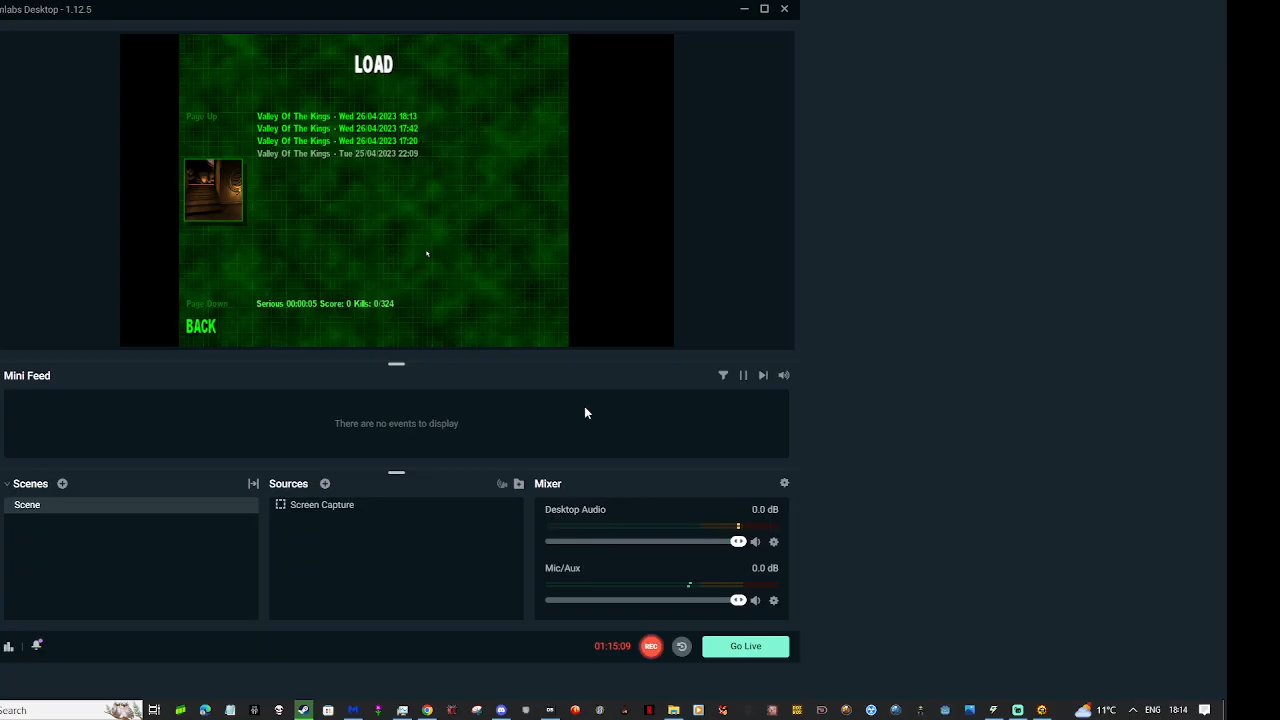 mlabs Desktop - 1.12.5
LOAD
Page Up
Valley Of The Kings - Wed 26/04/2023 18:13
Valley Of The Kings - Wed 26/04/2023 17:42
Valley Of The Kings - Wed 26/04/2023 17:20
Valley Of The Kings - Tue 25/04/2023 22:09
Page Down
Serious 00:00:05 Score: 0 Kills: 0/324
BACK
Mini Feed
There are no events to display
Scenes
Sources
Mixer
Scene
Screen Capture
Desktop Audio
0.0 dB
Mic/Aux
0.0 dB
01:15:09
REC
Go Live
Search
11°C
ENG
18:14